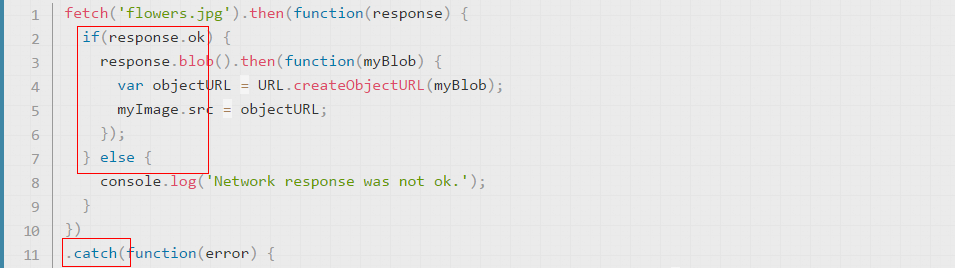 1 fetch('flowers.jpg').then(function(response) {
2   if(response.ok) {
3     response.blob().then(function(myBlob) {
4       var objectURL = URL.createObjectURL(myBlob);
5       myImage.src = objectURL;
6     });
7   } else {
8     console.log('Network response was not ok.');
9   }
10 })
11 .catch(function(error) {